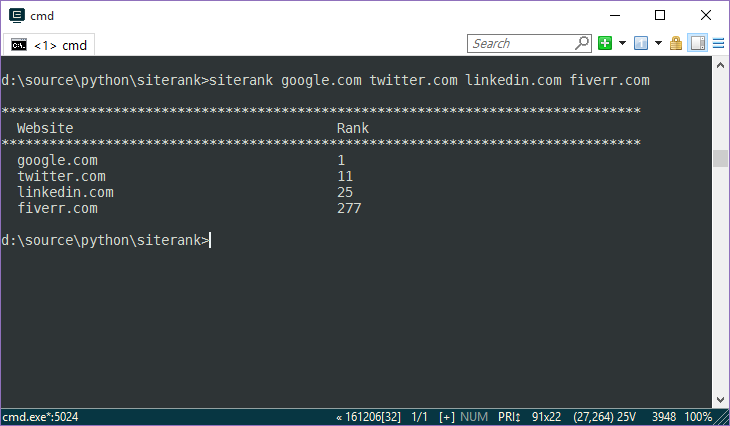 cmd
<1> cmd
Search
d:\source\python\siterank>siterank google.com twitter.com linkedin.com fiverr.com
********************************************************************************
Website Rank
********************************************************************************
google.com 1
twitter.com 11
linkedin.com 25
fiverr.com 277
d:\source\python\siterank>
cmd.exe*:5024 « 161206[32] 1/1 [+] NUM PRI↕ 91x22 (27,264) 25V 3948 100%